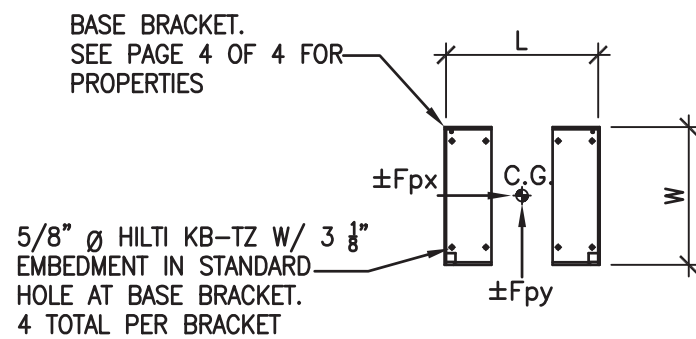 BASE BRACKET.
SEE PAGE 4 OF 4 FOR
PROPERTIES
L
±Fpx
C.G.
W
5/8" Ø HILTI KB-TZ W/ 3 1/8"
EMBEDMENT IN STANDARD
HOLE AT BASE BRACKET.
4 TOTAL PER BRACKET
±Fpy